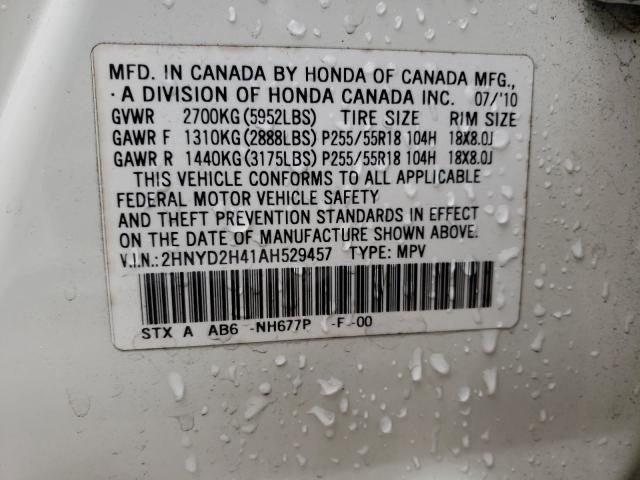 MFD. IN CANADA BY HONDA OF CANADA MFG.,
A DIVISION OF HONDA CANADA INC. 07/'10
GVWR 2700KG(5952LBS) TIRE SIZE RIM SIZE
GAWR F 1310KG(2888LBS) P255/55R18 104H 18X8.0J
GAWR R 1440KG(3175LBS) P255/55R18 104H 18X8.0J
THIS VEHICLE CONFORMS TO ALL APPLICABLE
FEDERAL MOTOR VEHICLE SAFETY
AND THEFT PREVENTION STANDARDS IN EFFECT
ON THE DATE OF MANUFACTURE SHOWN ABOVE.
V.I.N.:2HNYD2H41AH529457 TYPE: MPV
STX A AB6 -NH677P -F -00